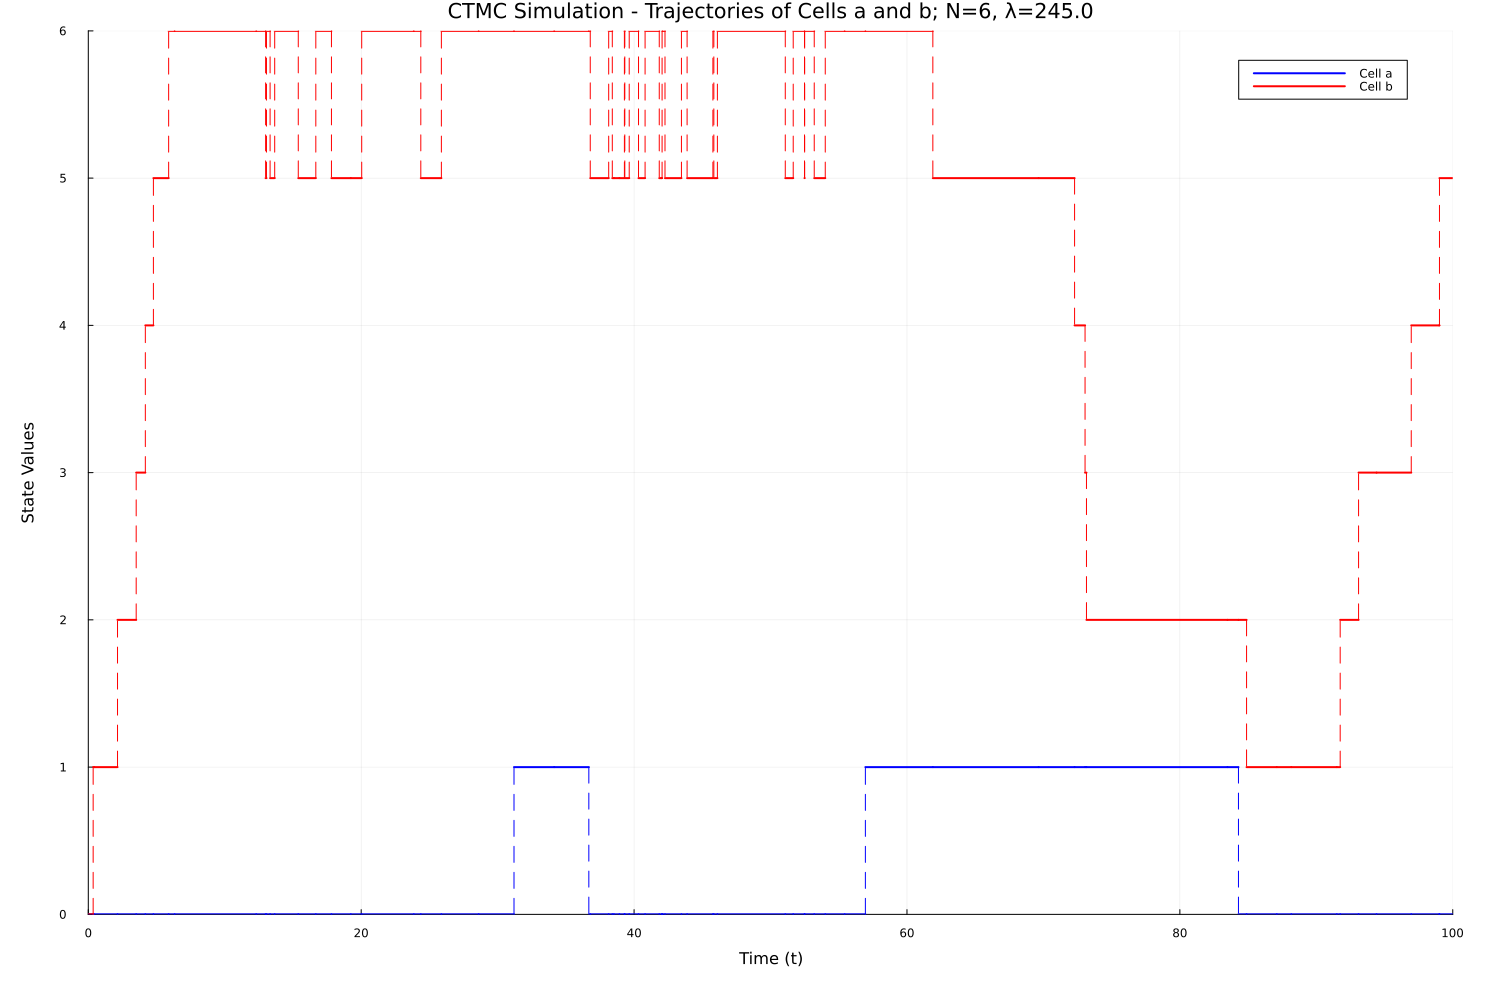 CTMC Simulation - Trajectories of Cells a and b; N=6, λ=245.0
6
Cell a
Cell b
5
4
State Values
3
2
1
0
0 20 40 60 80 100
Time (t)